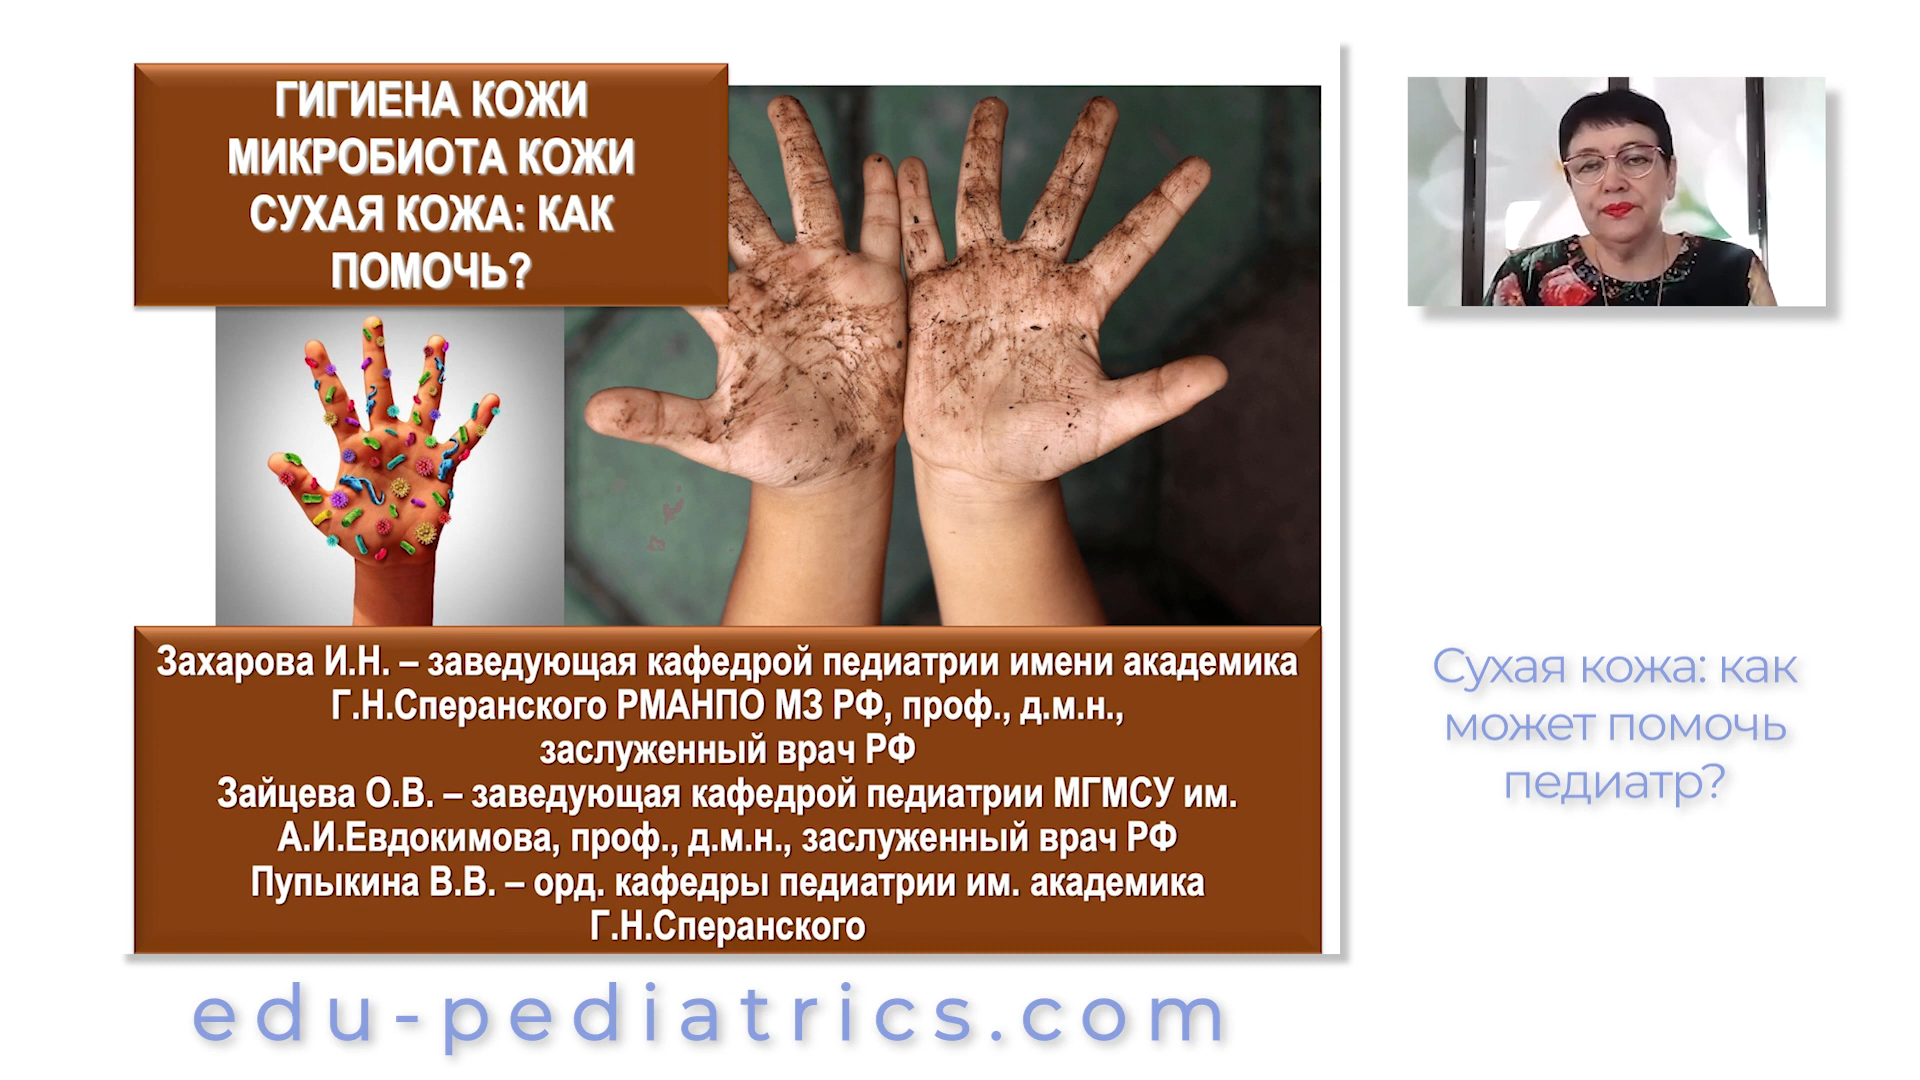 ГИГИЕНА КОЖИ
МИКРОБИОТА КОЖИ
СУХАЯ КОЖА: КАК
ПОМОЧЬ?
Захарова И.Н. – заведующая кафедрой педиатрии имени академика
Г.Н.Сперанского РМАНПО МЗ РФ, проф., д.м.н.,
заслуженный врач РФ
Зайцева О.В. – заведующая кафедрой педиатрии МГМСУ им.
А.И.Евдокимова, проф., д.м.н., заслуженный врач РФ
Пупыкина В.В. – орд. кафедры педиатрии им. академика
Г.Н.Сперанского
Сухая кожа: как
может помочь
педиатр?
edu-pediatrics.com